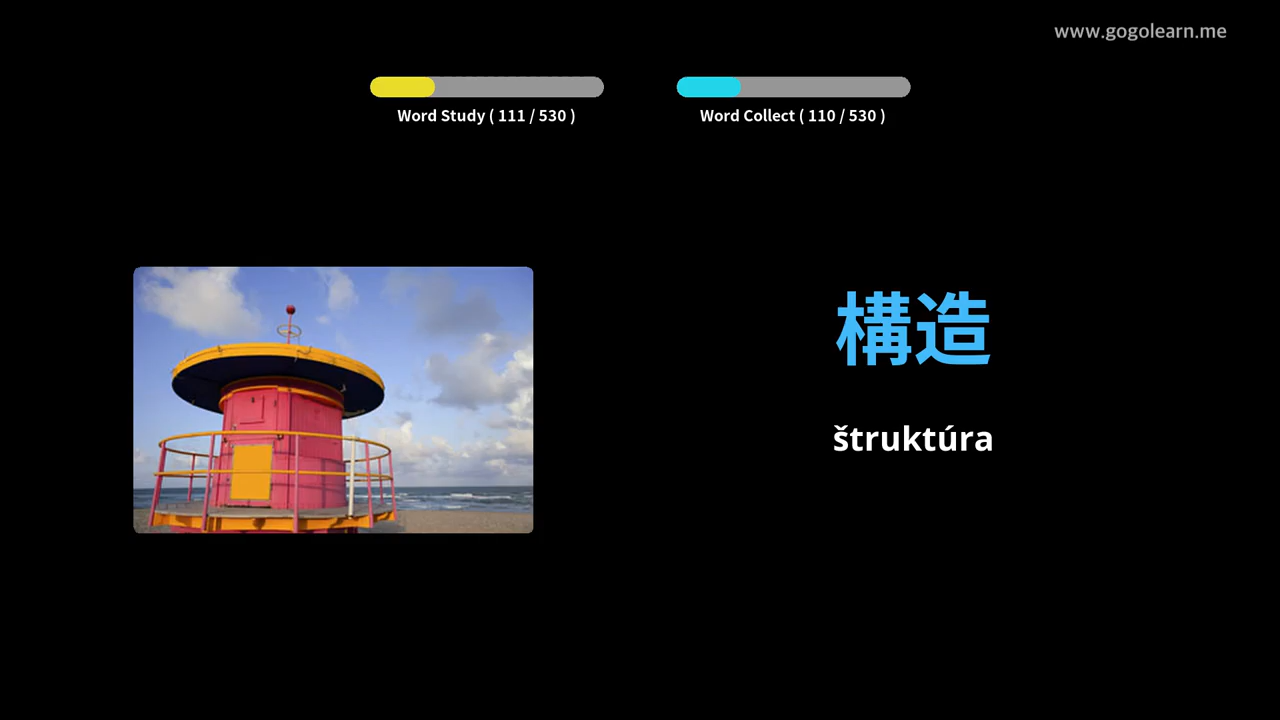 www.gogolearn.me
Word Study ( 111 / 530 )
Word Collect ( 110 / 530 )
構造
štruktúra